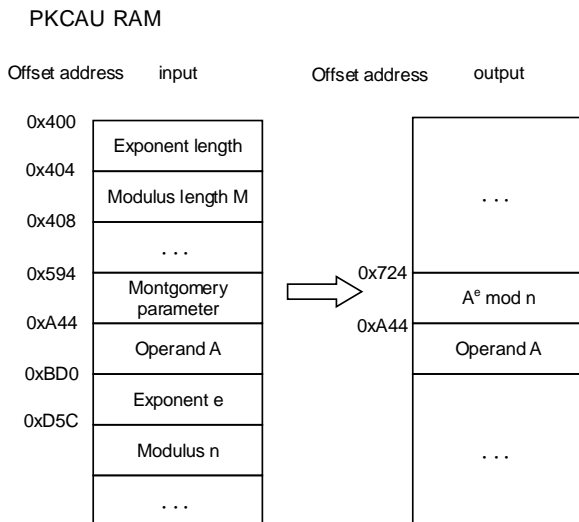 PKCAU RAM
Offset address input Offset address output
0x400
Exponent length
0x404
Modulus length M
0x408
. . .
0x594
Montgomery
parameter
0xA44
Operand A
0xBD0
Exponent e
0xD5C
Modulus n
. . .
. . .
0x724
Aᵉ mod n
0xA44
Operand A
. . .